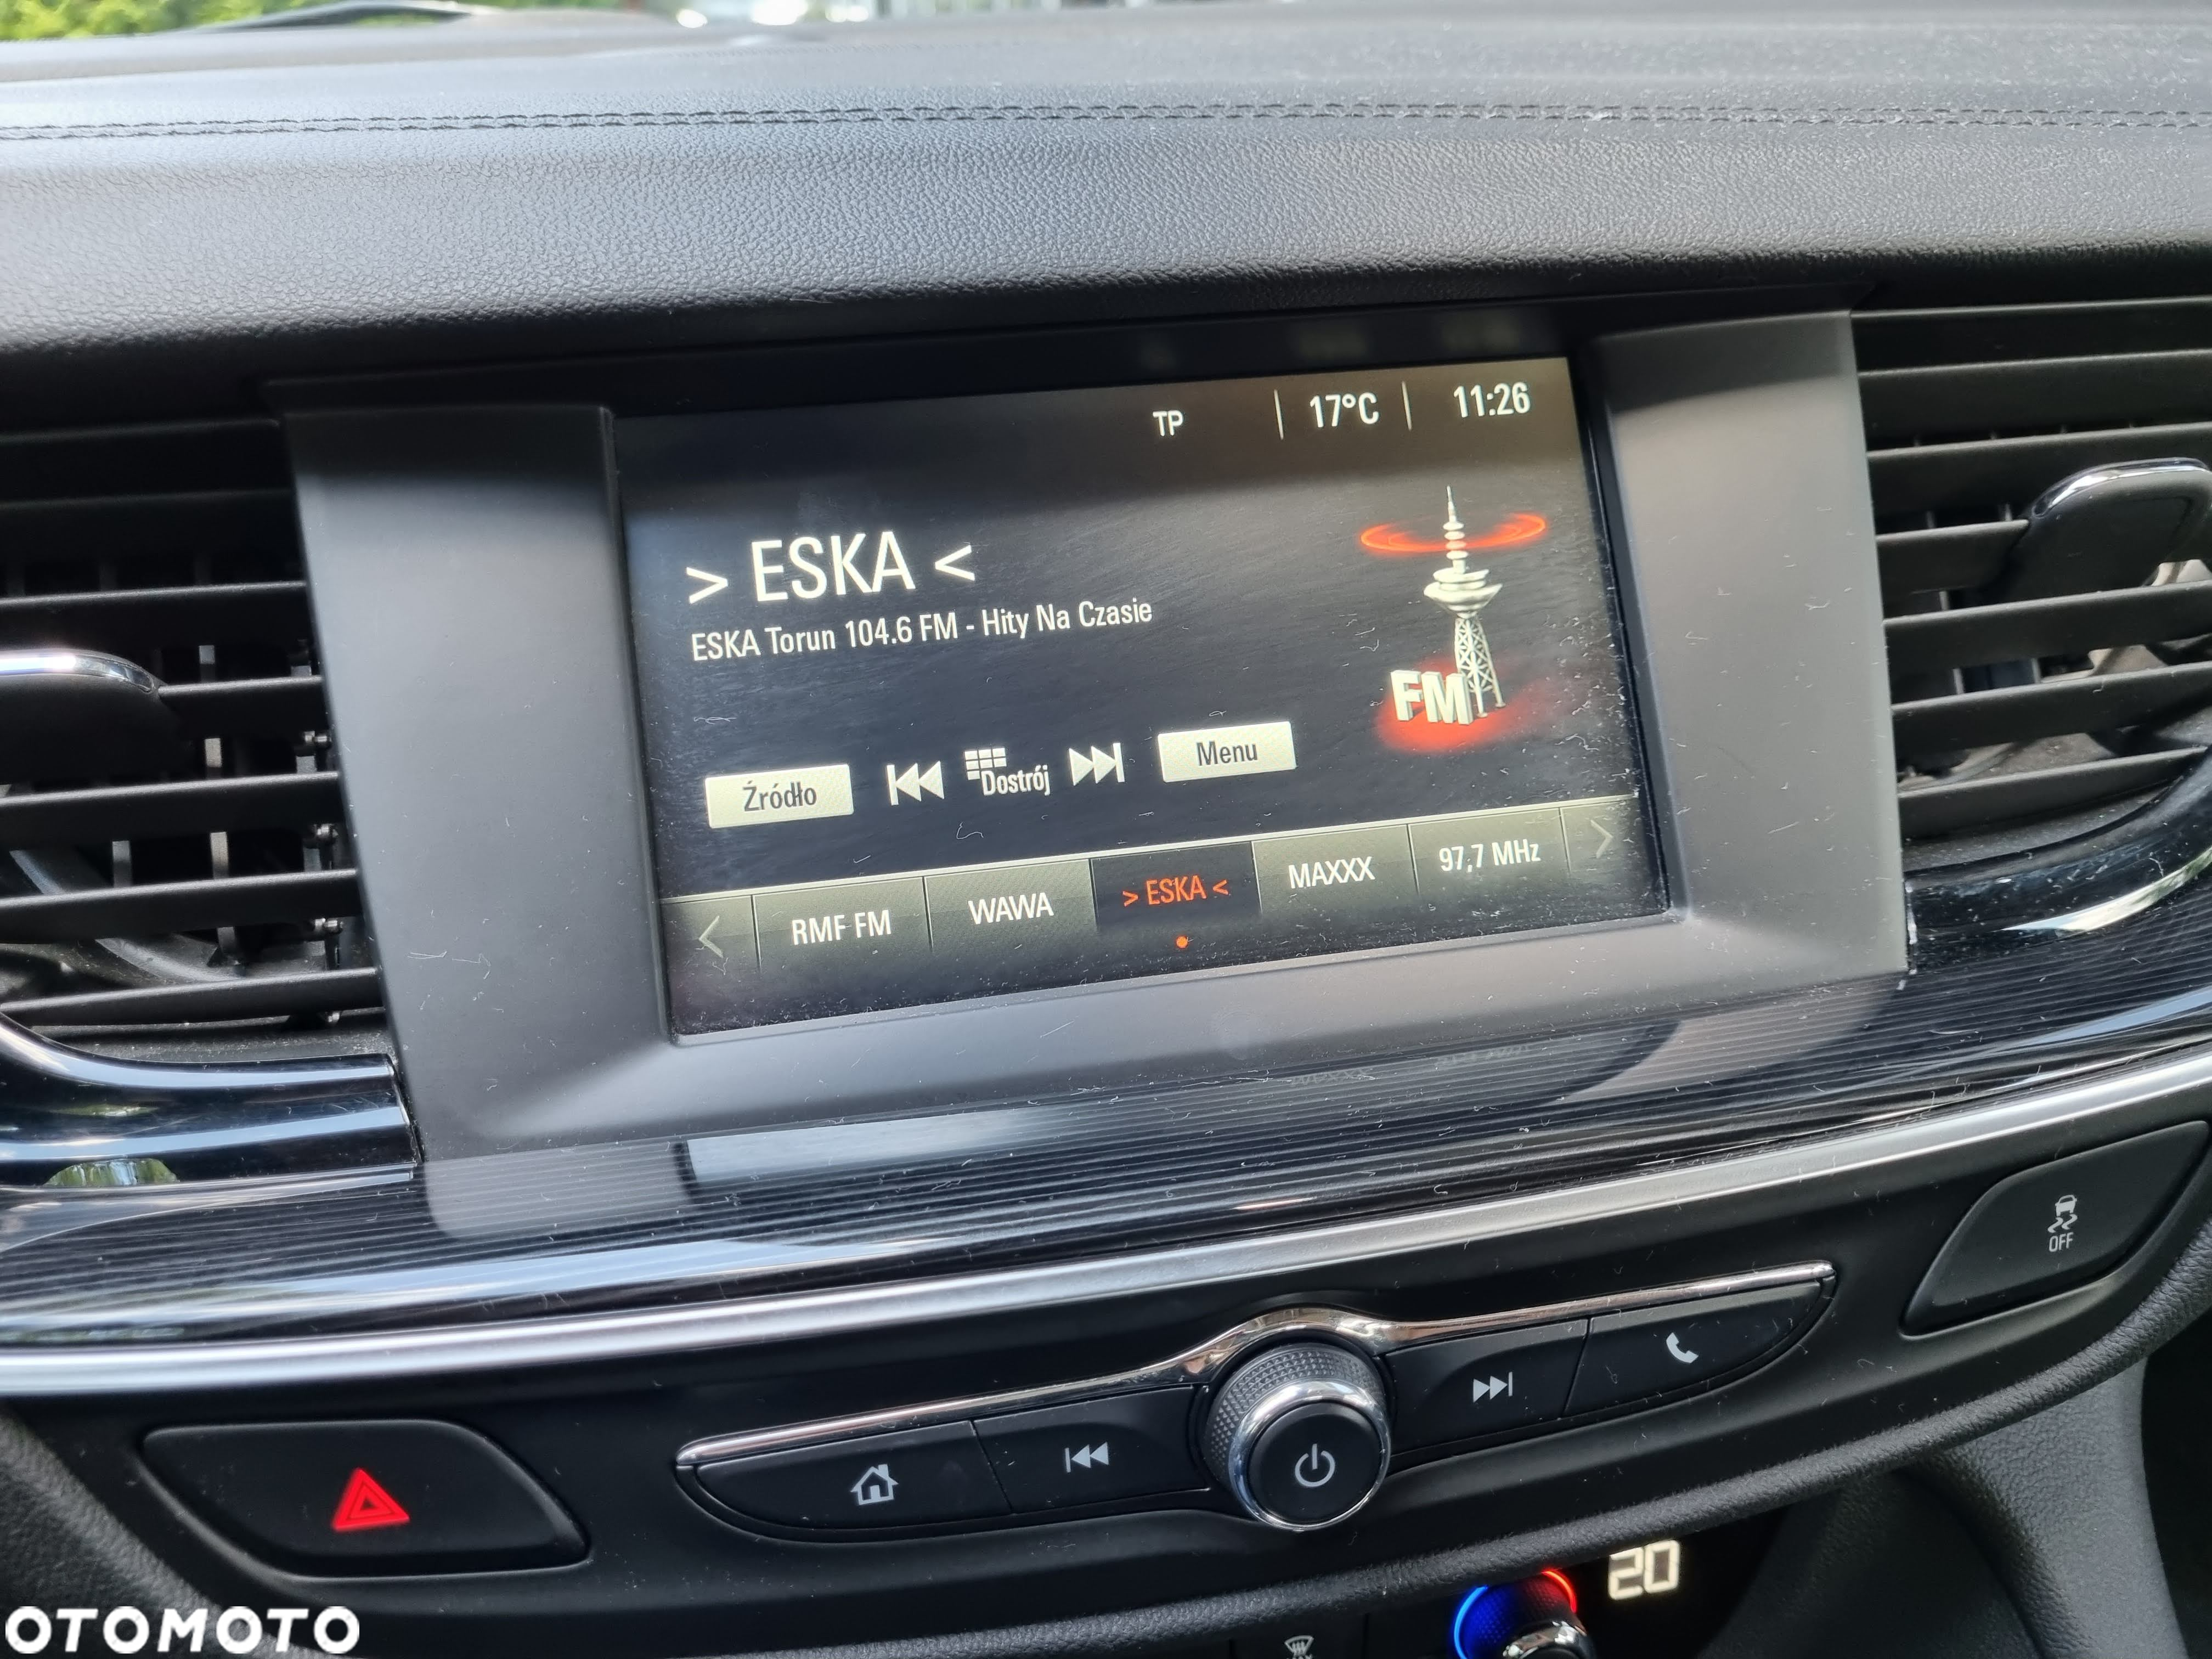 TP 17°C 11:26
> ESKA <
ESKA Torun 104.6 FM - Hity Na Czasie
FM
Źródło Dostrój Menu
RMF FM WAWA > ESKA < MAXXX 97,7 MHz
OFF
20
OTOMOTO